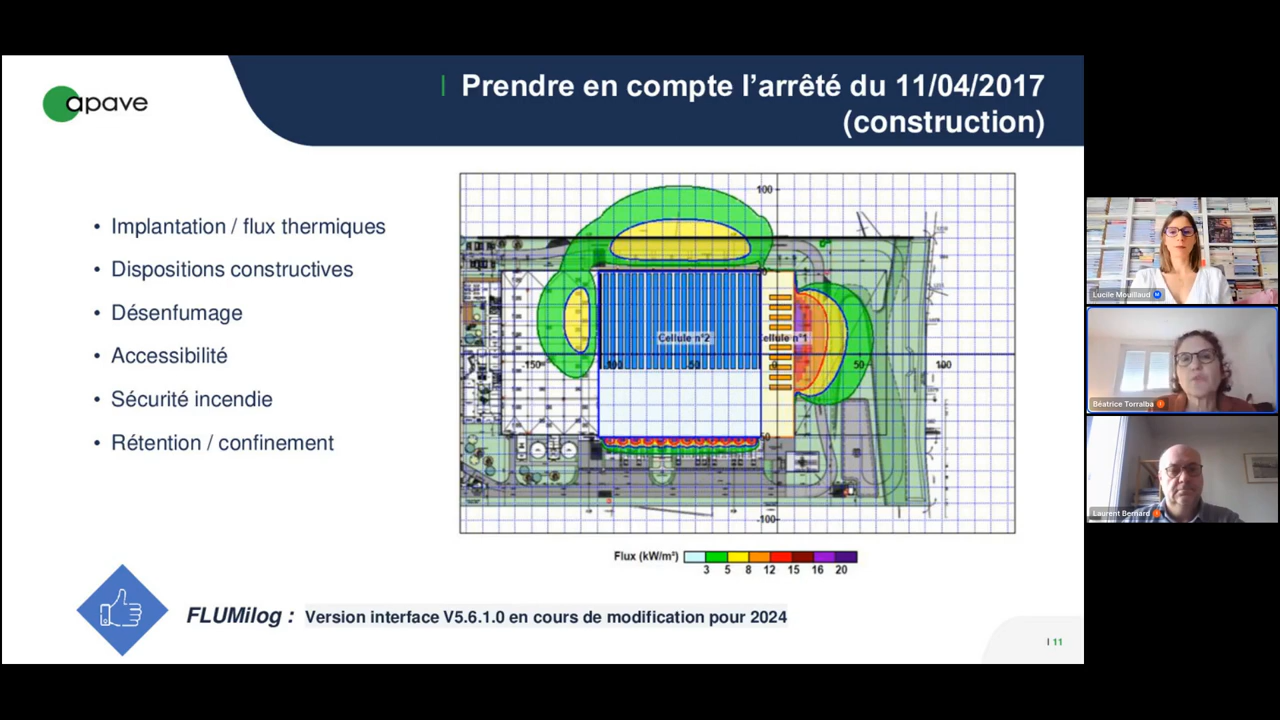 apave
Prendre en compte l’arrêté du 11/04/2017
(construction)
• Implantation / flux thermiques
• Dispositions constructives
• Désenfumage
• Accessibilité
• Sécurité incendie
• Rétention / confinement
100
Cellule n°2
Cellule n°1
-150
-100
-50
0
50
100
-100
Flux (kW/m²)
3 5 8 12 15 16 20
FLUMilog : Version interface V5.6.1.0 en cours de modification pour 2024
11
Lucile Mouillaud
Béatrice Torralba
Laurent Bernard